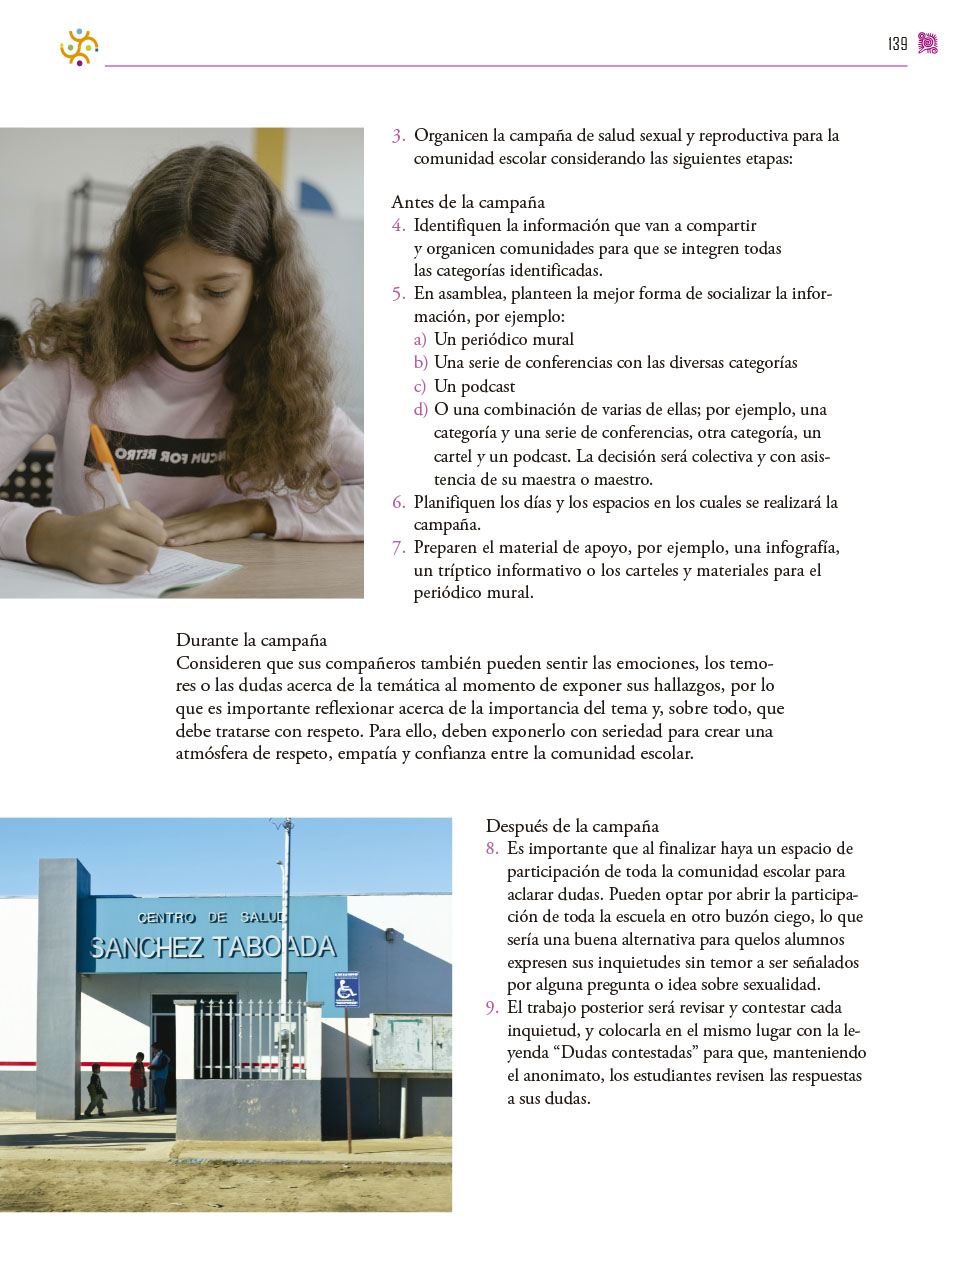 139
3. Organicen la campaña de salud sexual y reproductiva para la
comunidad escolar considerando las siguientes etapas:
Antes de la campaña
4. Identifiquen la información que van a compartir
y organicen comunidades para que se integren todas
las categorías identificadas.
5. En asamblea, planteen la mejor forma de socializar la infor-
mación, por ejemplo:
a) Un periódico mural
b) Una serie de conferencias con las diversas categorías
c) Un podcast
d) O una combinación de varias de ellas; por ejemplo, una
categoría y una serie de conferencias, otra categoría, un
cartel y un podcast. La decisión será colectiva y con asis-
tencia de su maestra o maestro.
6. Planifiquen los días y los espacios en los cuales se realizará la
campaña.
7. Preparen el material de apoyo, por ejemplo, una infografía,
un tríptico informativo o los carteles y materiales para el
periódico mural.
Durante la campaña
Consideren que sus compañeros también pueden sentir las emociones, los temo-
res o las dudas acerca de la temática al momento de exponer sus hallazgos, por lo
que es importante reflexionar acerca de la importancia del tema y, sobre todo, que
debe tratarse con respeto. Para ello, deben exponerlo con seriedad para crear una
atmósfera de respeto, empatía y confianza entre la comunidad escolar.
CENTRO DE SALUD
SANCHEZ TABOADA
Después de la campaña
8. Es importante que al finalizar haya un espacio de
participación de toda la comunidad escolar para
aclarar dudas. Pueden optar por abrir la participa-
ción de toda la escuela en otro buzón ciego, lo que
sería una buena alternativa para quelos alumnos
expresen sus inquietudes sin temor a ser señalados
por alguna pregunta o idea sobre sexualidad.
9. El trabajo posterior será revisar y contestar cada
inquietud, y colocarla en el mismo lugar con la le-
yenda “Dudas contestadas” para que, manteniendo
el anonimato, los estudiantes revisen las respuestas
a sus dudas.